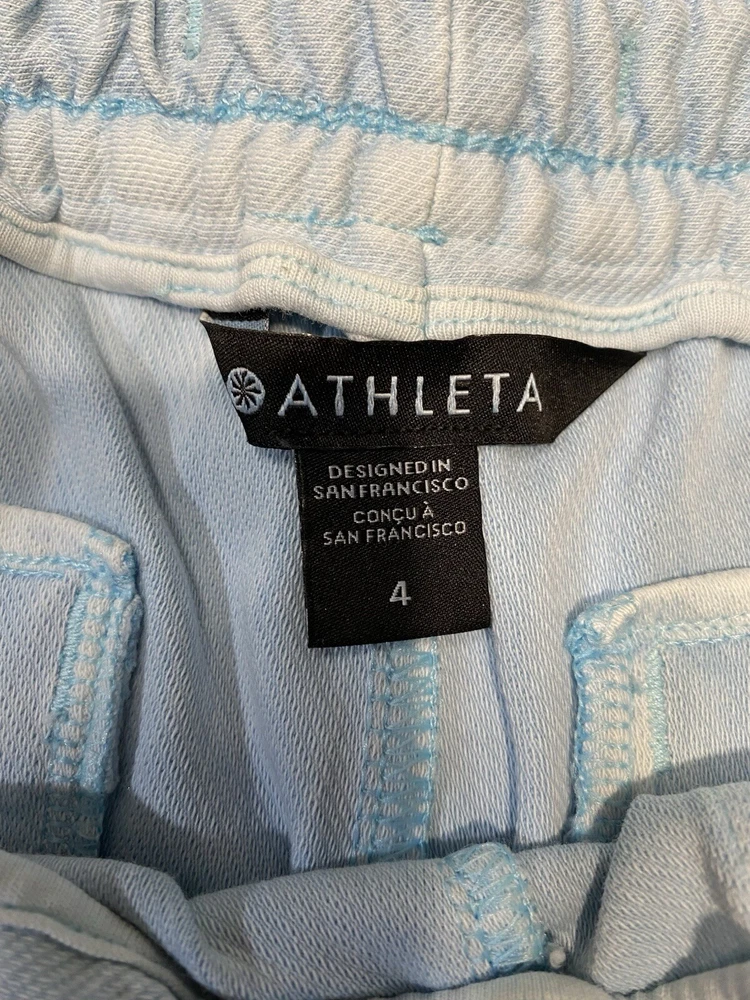 ATHLETA
DESIGNED IN
SAN FRANCISCO
CONÇU À
SAN FRANCISCO
4